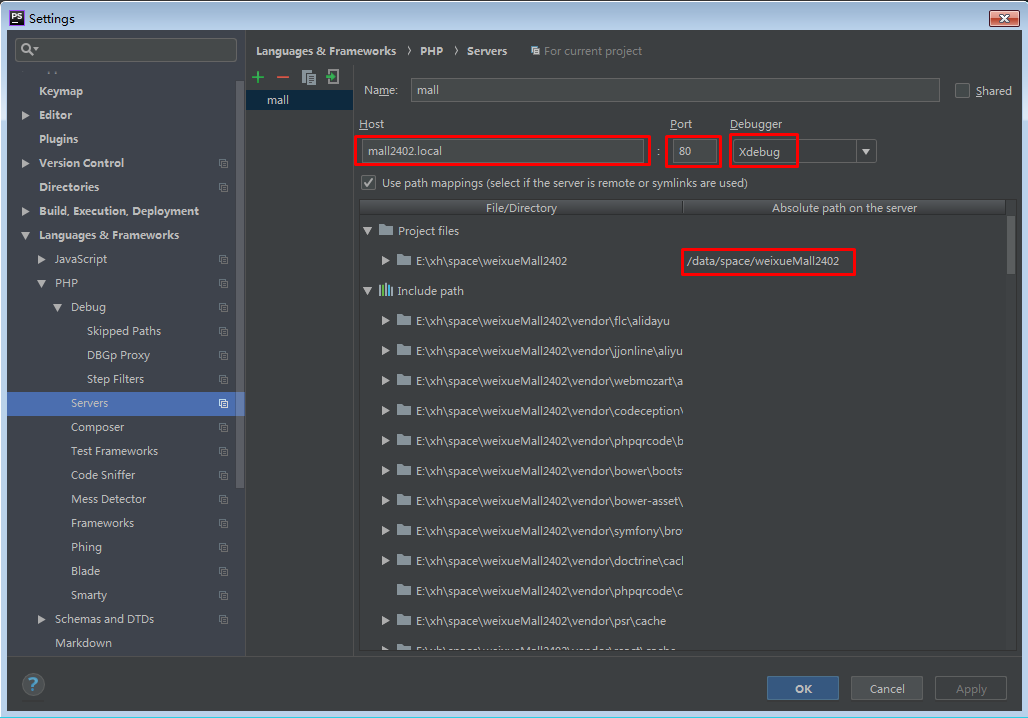 PS Settings
Languages & Frameworks › PHP › Servers For current project
Keymap
Editor
Plugins
Version Control
Directories
Build, Execution, Deployment
Languages & Frameworks
JavaScript
PHP
Debug
Skipped Paths
DBGp Proxy
Step Filters
Servers
Composer
Test Frameworks
Code Sniffer
Mess Detector
Frameworks
Phing
Blade
Smarty
Schemas and DTDs
Markdown
mall
Name: mall Shared
Host Port Debugger
mall2402.local : 80 Xdebug
Use path mappings (select if the server is remote or symlinks are used)
File/Directory Absolute path on the server
Project files
E:\xh\space\weixueMall2402 /data/space/weixueMall2402
Include path
E:\xh\space\weixueMall2402\vendor\flc\alidayu
E:\xh\space\weixueMall2402\vendor\jjonline\aliyu
E:\xh\space\weixueMall2402\vendor\webmozart\a
E:\xh\space\weixueMall2402\vendor\codeception\
E:\xh\space\weixueMall2402\vendor\phpqrcode\b
E:\xh\space\weixueMall2402\vendor\bower\boots
E:\xh\space\weixueMall2402\vendor\bower-asset\
E:\xh\space\weixueMall2402\vendor\symfony\bro
E:\xh\space\weixueMall2402\vendor\doctrine\cacl
E:\xh\space\weixueMall2402\vendor\phpqrcode\c
E:\xh\space\weixueMall2402\vendor\psr\cache
?
OK Cancel Apply